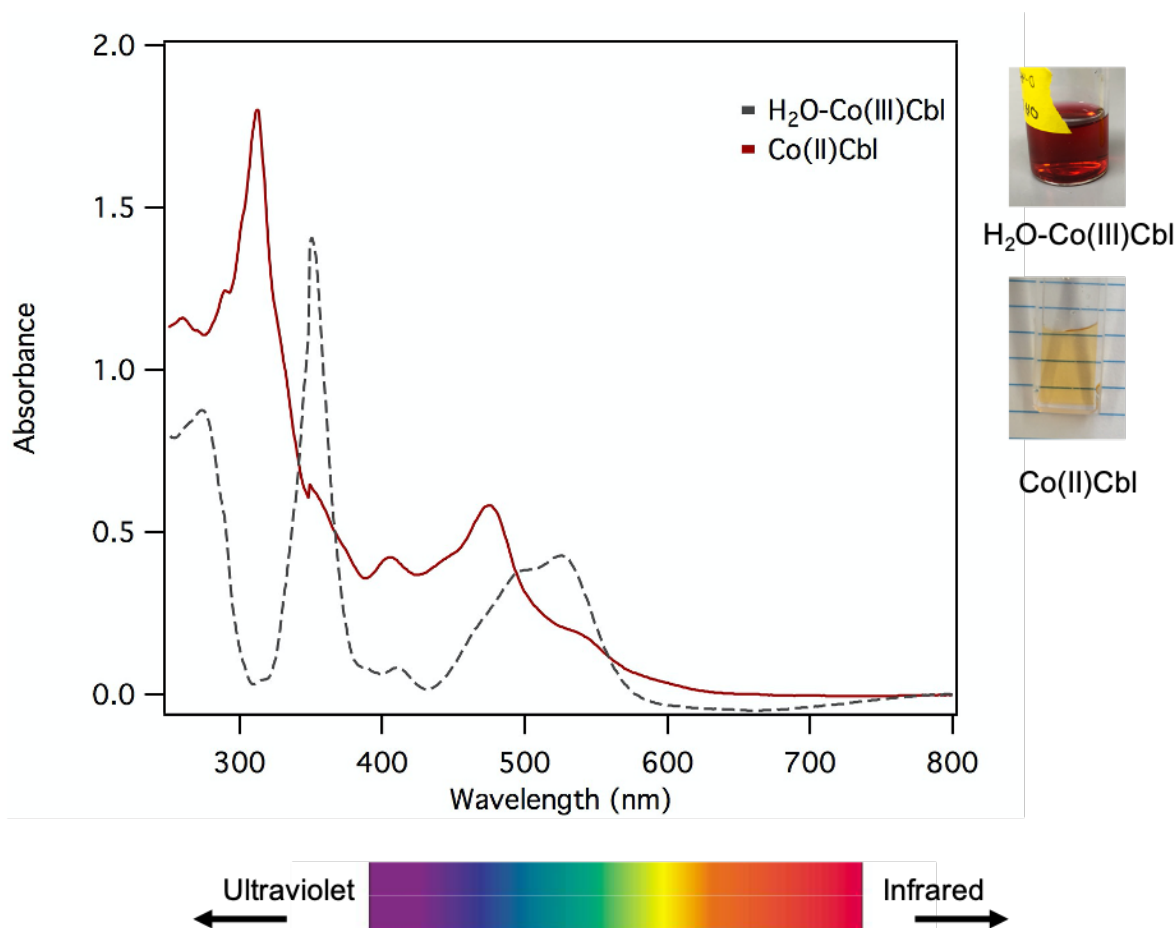 2.0
1.5
1.0
0.5
0.0
Absorbance
300 400 500 600 700 800
Wavelength (nm)
H₂O-Co(III)Cbl
Co(II)Cbl
H₂O-Co(III)Cbl
Co(II)Cbl
Ultraviolet
Infrared